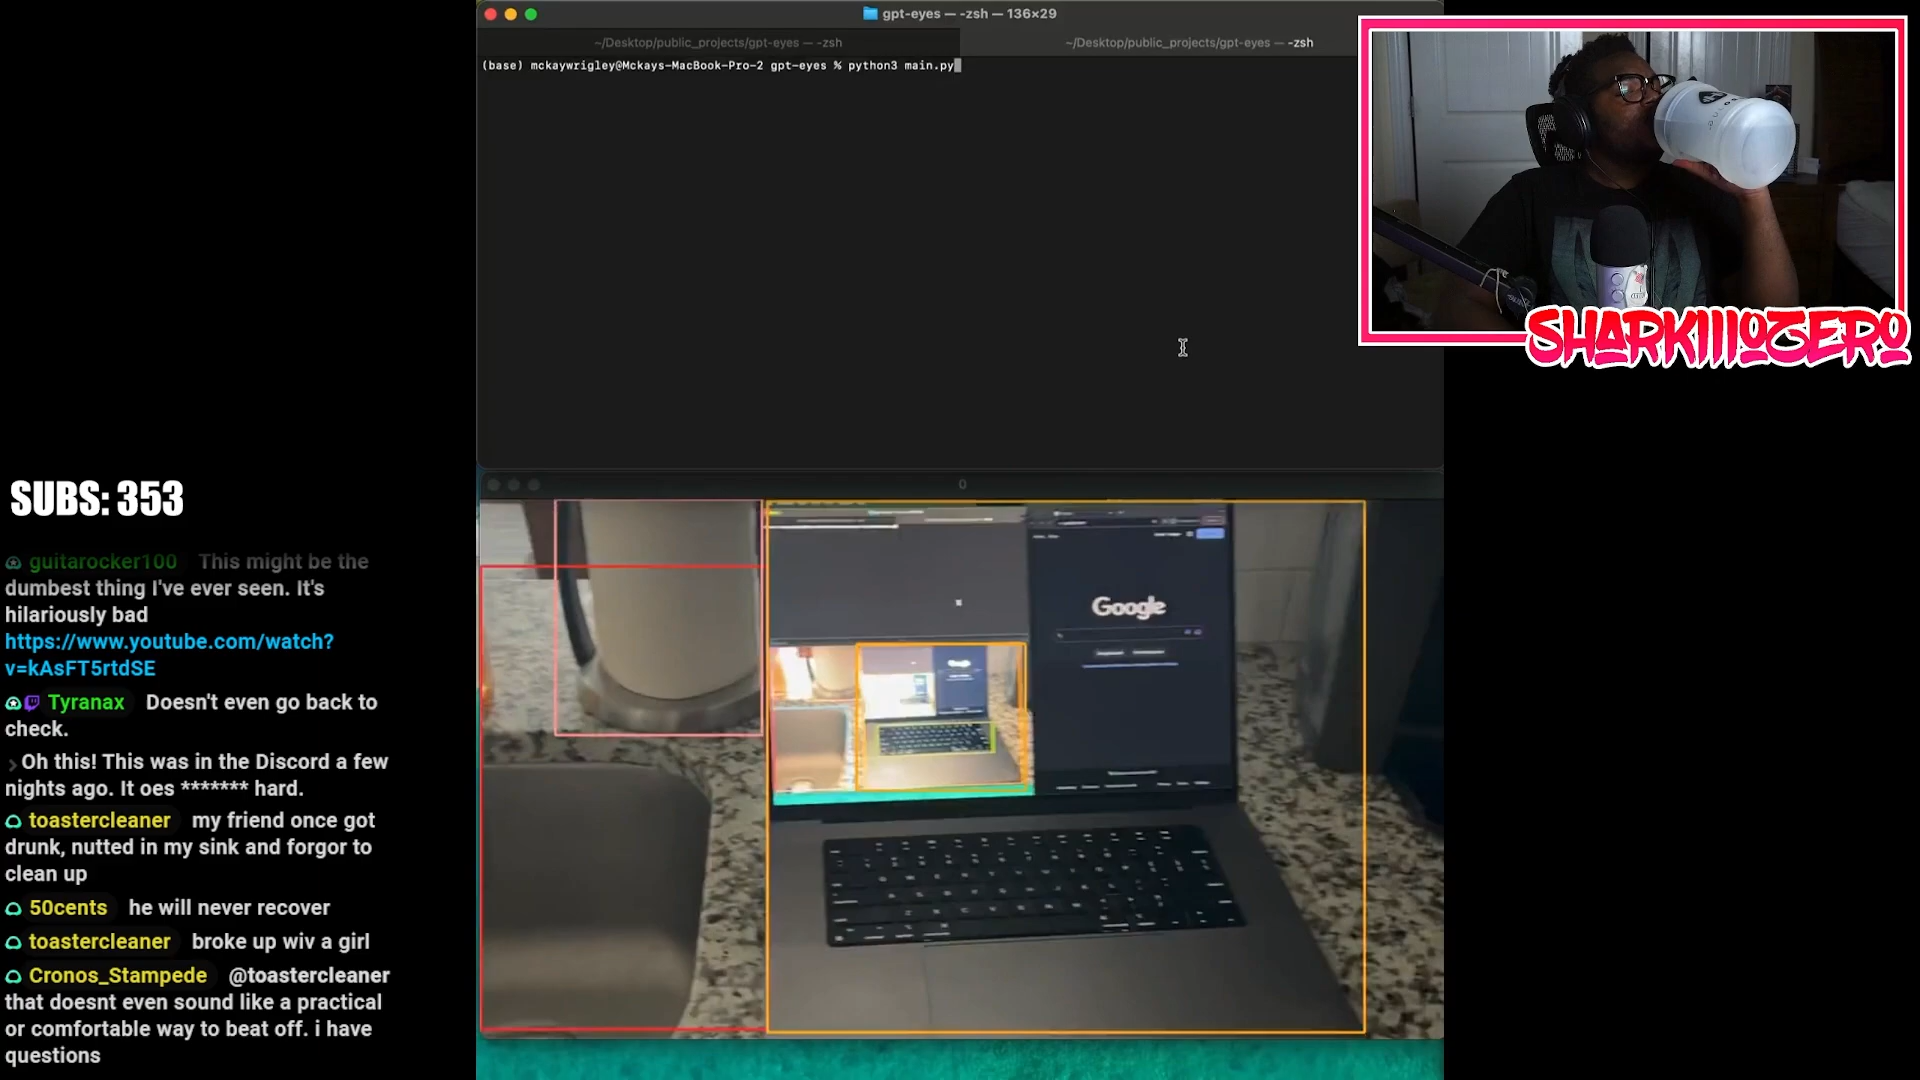 gpt-eyes — -zsh — 136×29
~/Desktop/public_projects/gpt-eyes — -zsh
~/Desktop/public_projects/gpt-eyes — -zsh
(base) mckaywrigley@Mckays-MacBook-Pro-2 gpt-eyes % python3 main.py
SHARK1110ZERO
0
Google
SUBS: 353
guitarocker100 This might be the
dumbest thing I've ever seen. It's
hilariously bad
https://www.youtube.com/watch?
v=kAsFT5rtdSE
Tyranax Doesn't even go back to
check.
Oh this! This was in the Discord a few
nights ago. It oes ******* hard.
toastercleaner my friend once got
drunk, nutted in my sink and forgor to
clean up
50cents he will never recover
toastercleaner broke up wiv a girl
Cronos_Stampede @toastercleaner
that doesnt even sound like a practical
or comfortable way to beat off. i have
questions